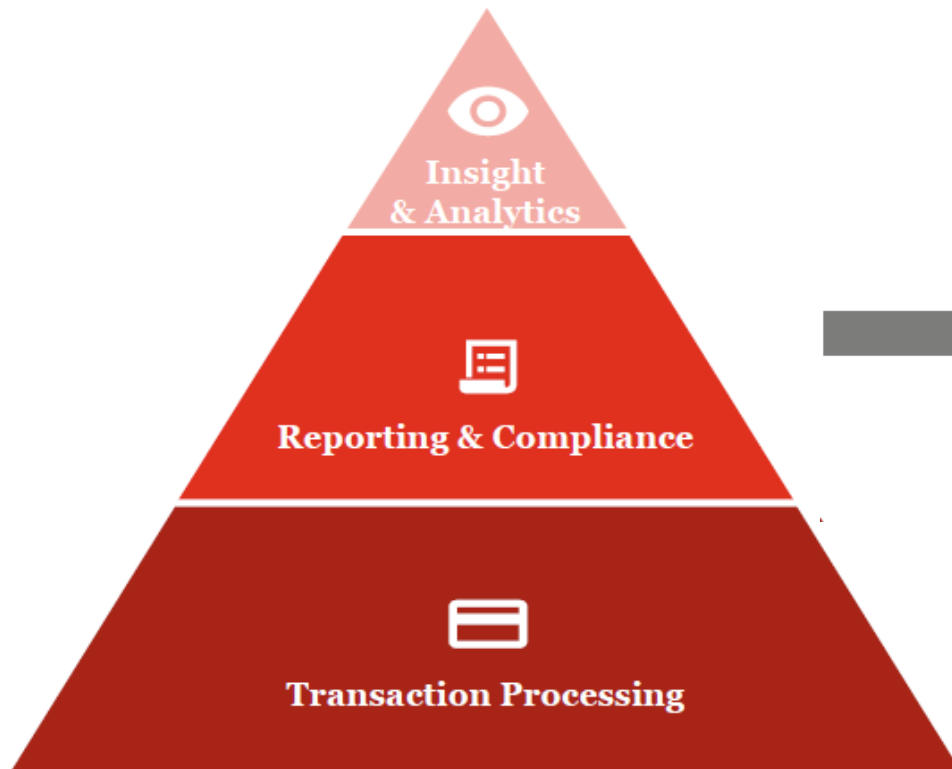 Insight
& Analytics
Reporting & Compliance
Transaction Processing